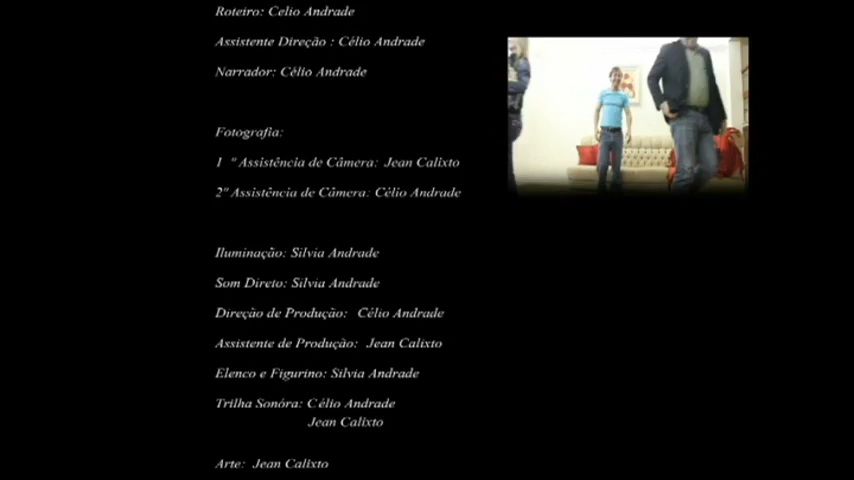 Roteiro: Celio Andrade
Assistente Direção : Célio Andrade
Narrador: Célio Andrade
Fotografia:
1 º Assistência de Câmera: Jean Calixto
2º Assistência de Câmera: Célio Andrade
Iluminação: Silvia Andrade
Som Direto: Silvia Andrade
Direção de Produção: Célio Andrade
Assistente de Produção: Jean Calixto
Elenco e Figurino: Silvia Andrade
Trilha Sonóra: Célio Andrade
Jean Calixto
Arte: Jean Calixto